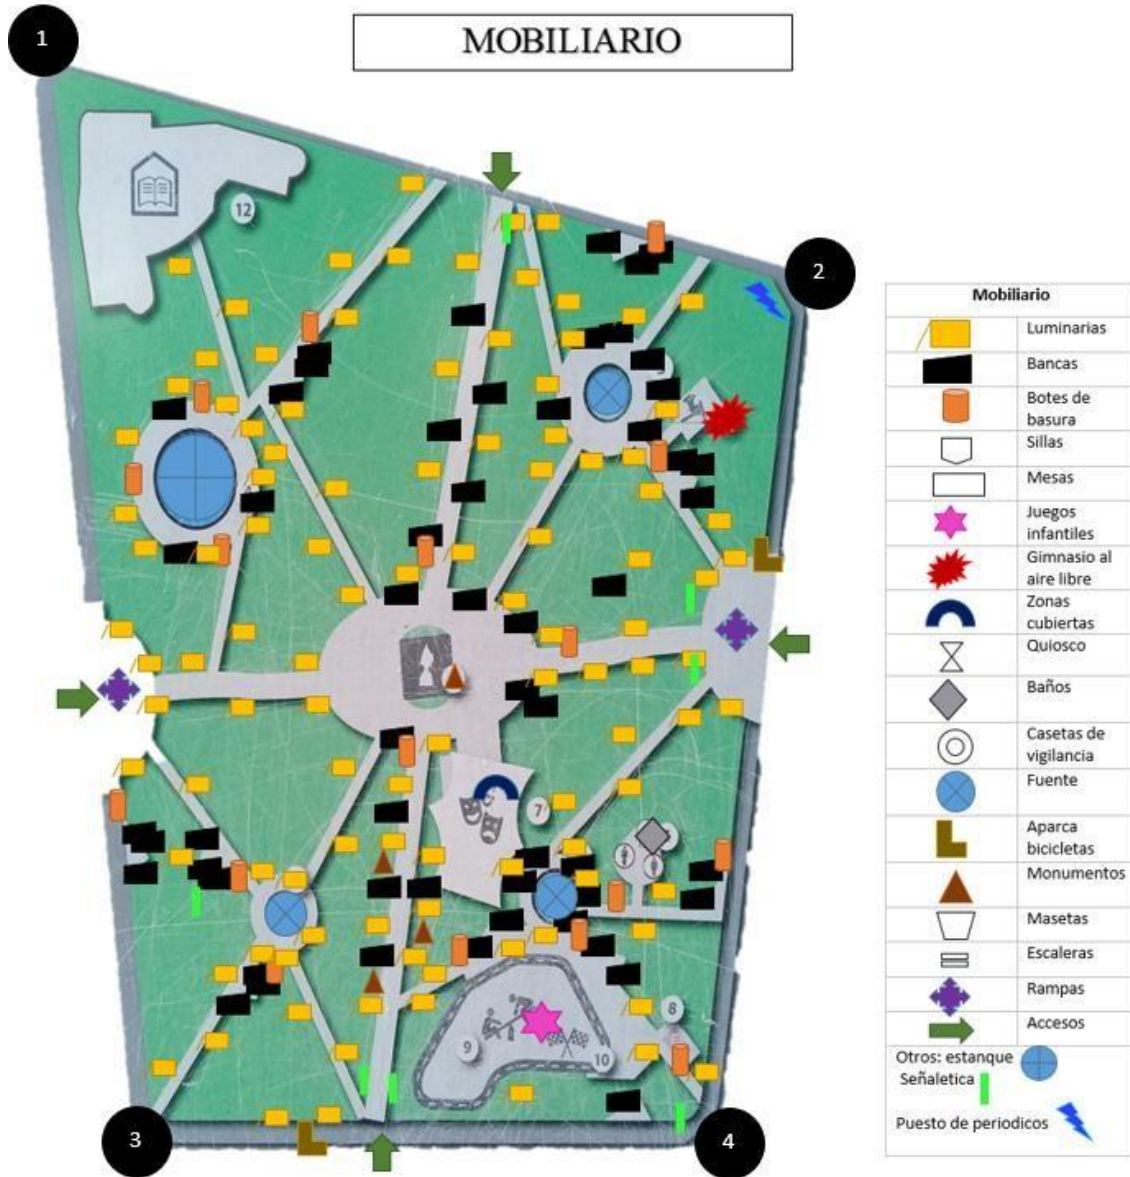 1
MOBILIARIO
12
2
7
8
9
10
3
4
Mobiliario
Luminarias
Bancas
Botes de
basura
Sillas
Mesas
Juegos
infantiles
Gimnasio al
aire libre
Zonas
cubiertas
Quiosco
Baños
Casetas de
vigilancia
Fuente
Aparca
bicicletas
Monumentos
Masetas
Escaleras
Rampas
Accesos
Otros: estanque
Señaletica
Puesto de periodicos